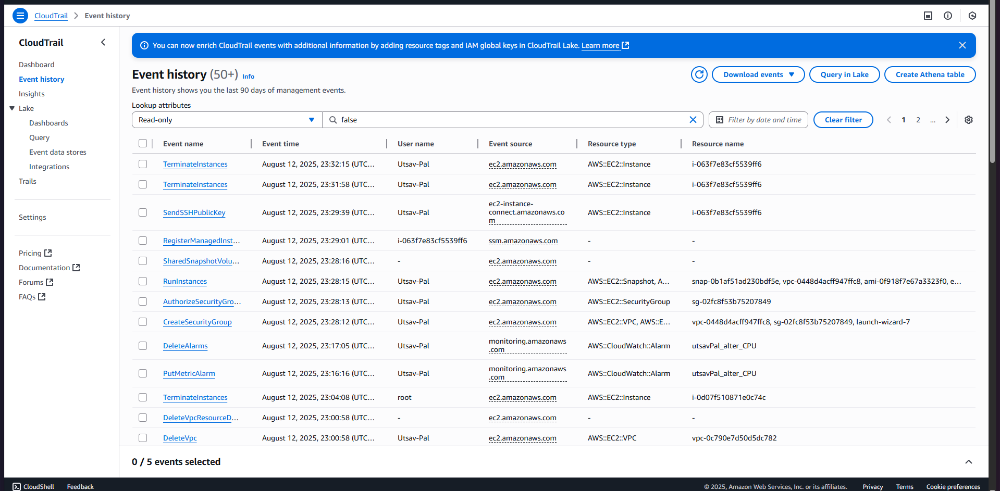 CloudTrail > Event history
CloudTrail
Dashboard
Event history
Insights
Lake
Dashboards
Query
Event data stores
Integrations
Trails
Settings
Pricing
Documentation
Forums
FAQs
You can now enrich CloudTrail events with additional information by adding resource tags and IAM global keys in CloudTrail Lake. Learn more
Event history (50+) Info
Download events
Query in Lake
Create Athena table
Event history shows you the last 90 days of management events.
Lookup attributes
Read-only
false
Filter by date and time
Clear filter
1 2 ...
Event name Event time User name Event source Resource type Resource name
TerminateInstances August 12, 2025, 23:32:15 (UTC... Utsav-Pal ec2.amazonaws.com AWS::EC2::Instance i-063f7e83cf5539ff6
TerminateInstances August 12, 2025, 23:31:58 (UTC... Utsav-Pal ec2.amazonaws.com AWS::EC2::Instance i-063f7e83cf5539ff6
SendSSHPublicKey August 12, 2025, 23:29:39 (UTC... Utsav-Pal ec2-instance-connect.amazonaws.com AWS::EC2::Instance i-063f7e83cf5539ff6
RegisterManagedInst... August 12, 2025, 23:29:01 (UTC... i-063f7e83cf5539ff6 ssm.amazonaws.com - -
SharedSnapshotVolu... August 12, 2025, 23:28:16 (UTC... - ec2.amazonaws.com - -
RunInstances August 12, 2025, 23:28:15 (UTC... Utsav-Pal ec2.amazonaws.com AWS::EC2::Snapshot, A... snap-0b1af51ad230bdf5e, vpc-0448d4acff947ffc8, ami-0f918f7e67a3323f0, e...
AuthorizeSecurityGro... August 12, 2025, 23:28:13 (UTC... Utsav-Pal ec2.amazonaws.com AWS::EC2::SecurityGroup sg-02fc8f53b75207849
CreateSecurityGroup August 12, 2025, 23:28:12 (UTC... Utsav-Pal ec2.amazonaws.com AWS::EC2::VPC, AWS::E... vpc-0448d4acff947ffc8, sg-02fc8f53b75207849, launch-wizard-7
DeleteAlarms August 12, 2025, 23:17:05 (UTC... Utsav-Pal monitoring.amazonaws.com AWS::CloudWatch::Alarm utsavPal_alter_CPU
PutMetricAlarm August 12, 2025, 23:16:16 (UTC... Utsav-Pal monitoring.amazonaws.com AWS::CloudWatch::Alarm utsavPal_alter_CPU
TerminateInstances August 12, 2025, 23:04:08 (UTC... root ec2.amazonaws.com AWS::EC2::Instance i-0d07f510871e0c74c
DeleteVpcResourceD... August 12, 2025, 23:00:58 (UTC... - ec2.amazonaws.com - -
DeleteVpc August 12, 2025, 23:00:58 (UTC... Utsav-Pal ec2.amazonaws.com AWS::EC2::VPC vpc-0c790e7d50d5dc782
0 / 5 events selected
CloudShell Feedback © 2025, Amazon Web Services, Inc. or its affiliates. Privacy Terms Cookie preferences